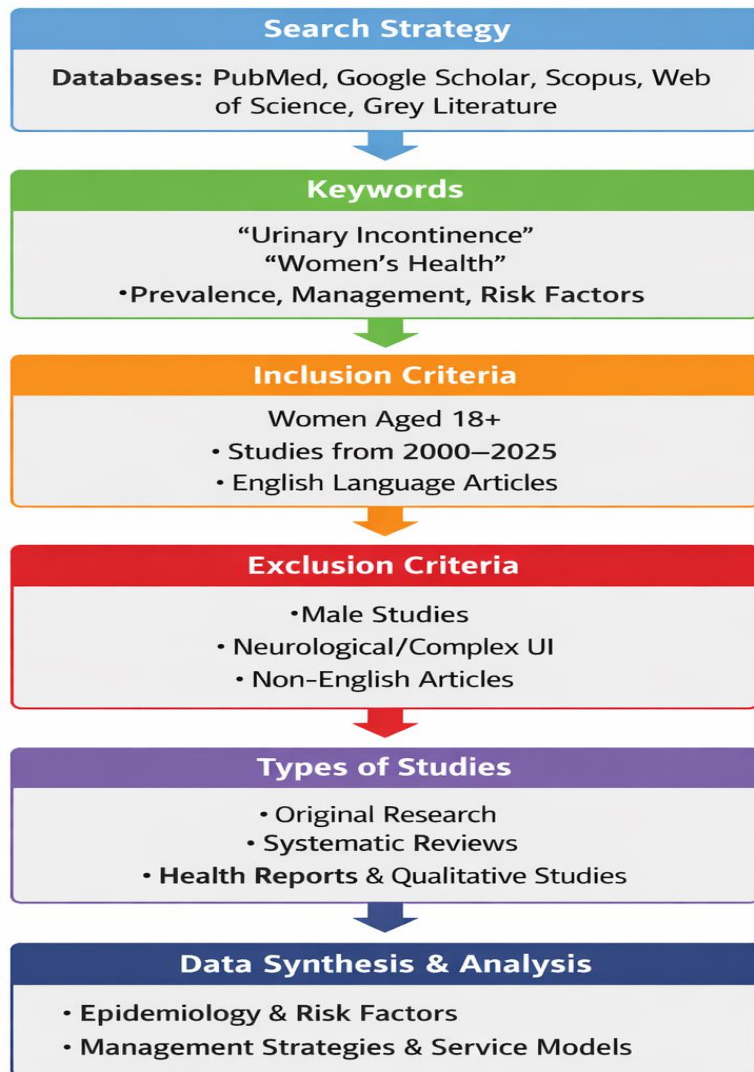 Search Strategy
Databases: PubMed, Google Scholar, Scopus, Web
of Science, Grey Literature
Keywords
“Urinary Incontinence”
“Women’s Health”
•Prevalence, Management, Risk Factors
Inclusion Criteria
Women Aged 18+
• Studies from 2000–2025
• English Language Articles
Exclusion Criteria
•Male Studies
• Neurological/Complex UI
• Non-English Articles
Types of Studies
• Original Research
• Systematic Reviews
• Health Reports & Qualitative Studies
Data Synthesis & Analysis
• Epidemiology & Risk Factors
• Management Strategies & Service Models